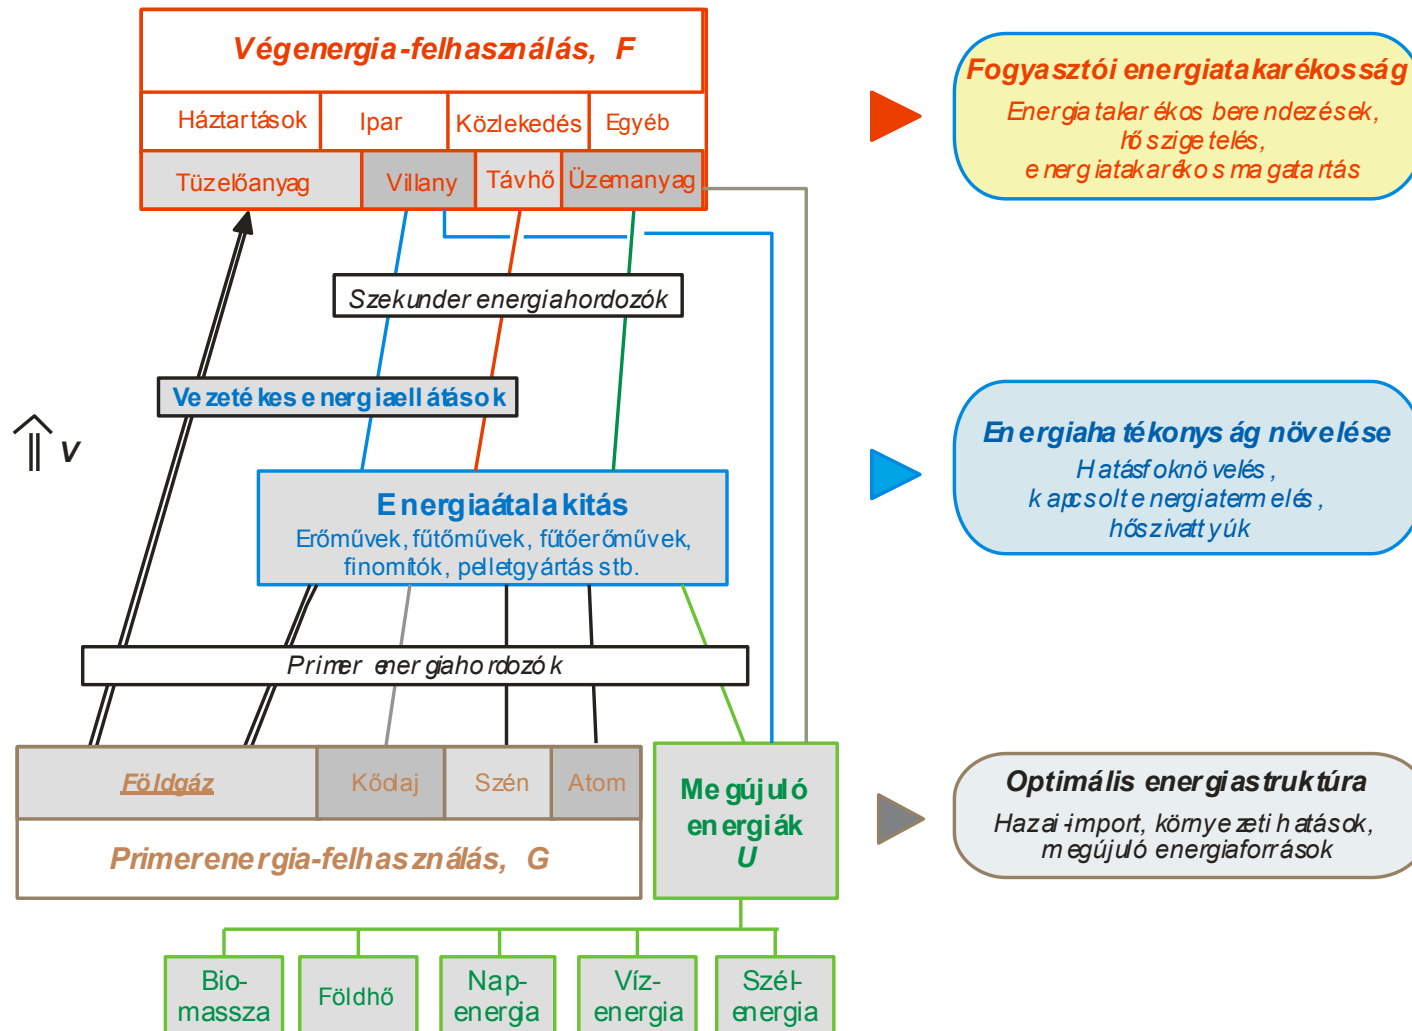 Végenergia-felhasználás, F
Háztartások
Ipar
Közlekedés
Egyéb
Tüzelőanyag
Villany
Távhő
Üzemanyag
Szekunder energiahordozók
Vezetékes energiaellátások
v
Energiaátalakitás
Erőművek, fűtőművek, fűtőerőművek,
finomítók, pelletgyártás stb.
Primer energiahordozók
Földgáz
Kőolaj
Szén
Atom
Primerenergia-felhasználás, G
Megújuló
energiák
U
Bio-
massza
Földhő
Nap-
energia
Víz-
energia
Szél-
energia
Fogyasztói energiatakarékosság
Energiatakarékos berendezések,
hőszigetelés,
energiatakarékos magatartás
Energiahatékonyság növelése
Hatásfoknövelés,
kapcsolt energiatermelés,
hőszivattyúk
Optimális energiastruktúra
Hazai-import, környezeti hatások,
megújuló energiaforrások